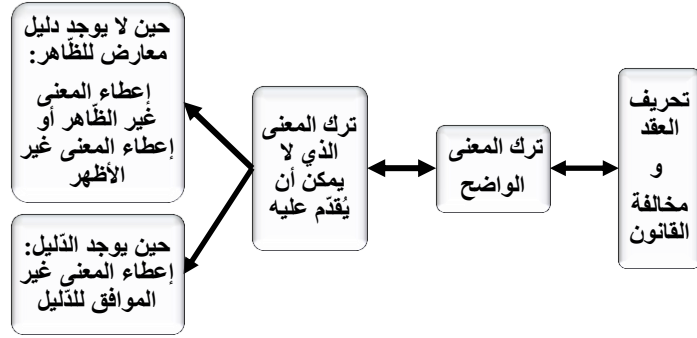 تحريف
العقد
و
مخالفة
القانون
ترك المعنى
الواضح
ترك المعنى
الذي لا
يمكن أن
يُقدّم عليه
حين لا يوجد دليل
معارض للظّاهر:
إعطاء المعنى
غير الظّاهر أو
إعطاء المعنى غير
الأظهر
حين يوجد الدّليل:
إعطاء المعنى غير
الموافق للدّليل